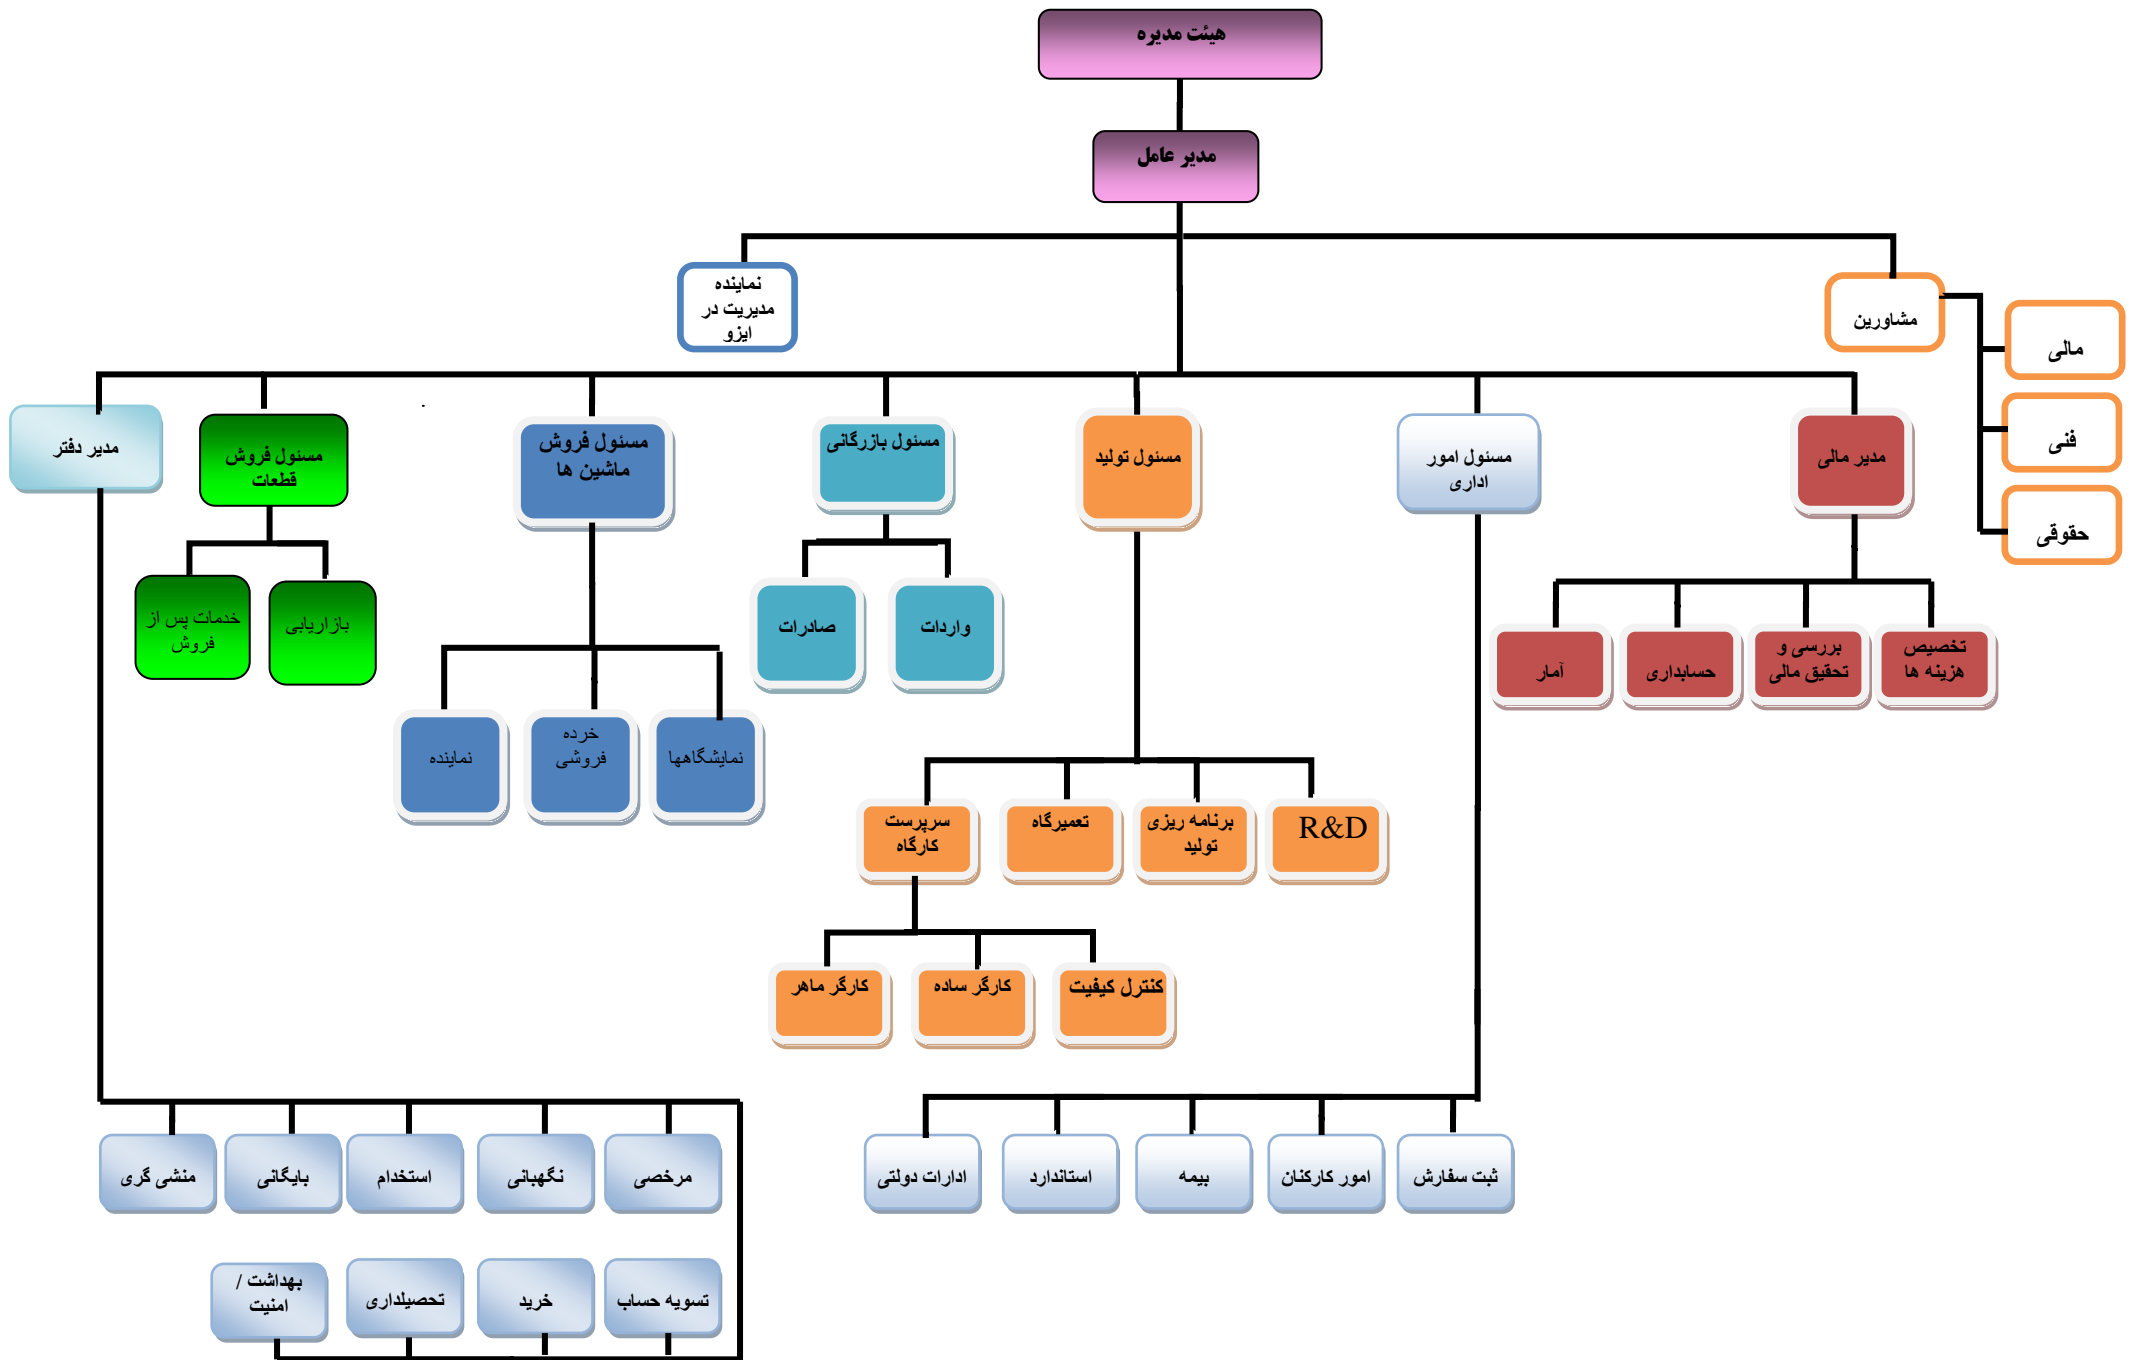 هیئت مدیره
مدیر عامل
نماینده
مدیریت در
ایزو
مشاورین
مالی
فنی
حقوقی
مدیر مالی
مسئول امور
اداری
مسئول تولید
مسئول بازرگانی
مسئول فروش
ماشین ها
مسئول فروش
قطعات
مدیر دفتر
تخصیص
هزینه ها
بررسی و
تحقیق مالی
حسابداری
آمار
واردات
صادرات
بازاریابی
خدمات پس از
فروش
نمایشگاهها
خرده
فروشی
نماینده
R&D
برنامه ریزی
تولید
تعمیرگاه
سرپرست
کارگاه
کنترل کیفیت
کارگر ساده
کارگر ماهر
ثبت سفارش
امور کارکنان
بیمه
استاندارد
ادارات دولتی
مرخصی
نگهبانی
استخدام
بایگانی
منشی گری
تسویه حساب
خرید
تحصیلداری
بهداشت /
امنیت